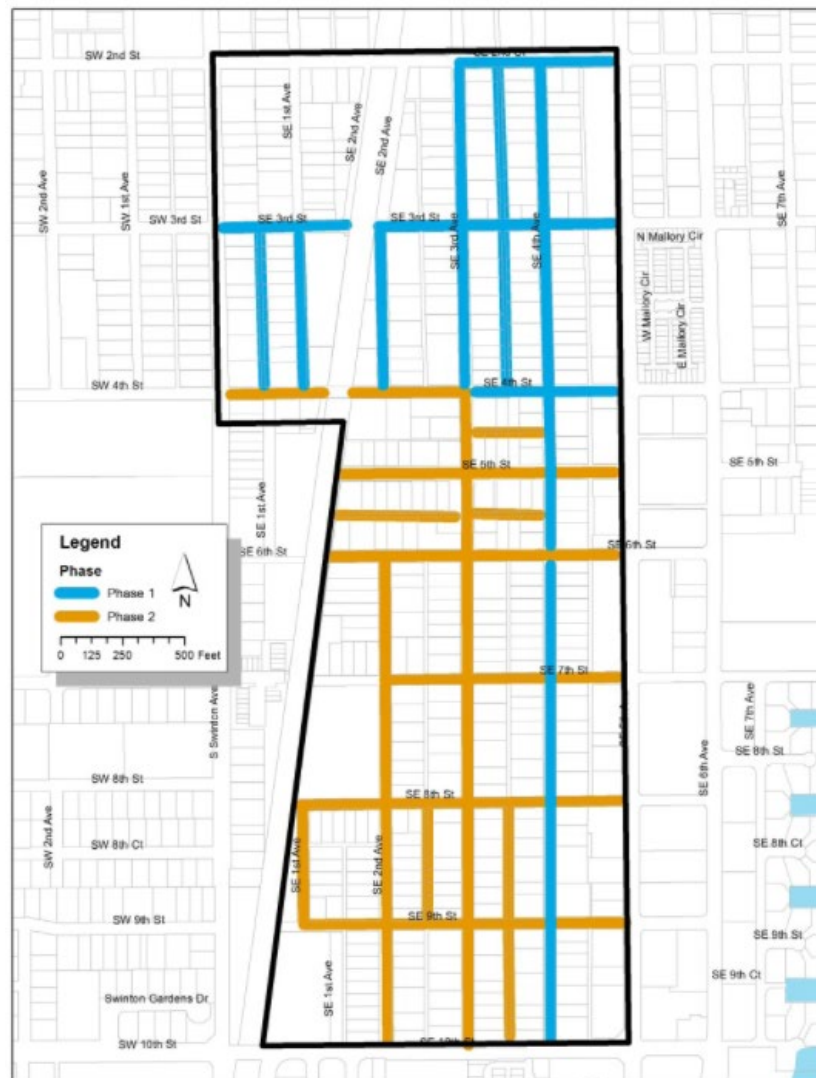 SW 2nd St
SE 2nd Ct
SE 1st Ave
SE 2nd Ave
SE 2nd Ave
SW 2nd Ave
SW 1st Ave
SE 7th Ave
SW 3rd St
SE 3rd St
SE 3rd St
SE 3rd Ave
SE 4th Ave
N Mallory Cir
W Mallory Cir
E Mallory Cir
SW 4th St
SE 4th St
SE 5th St
SE 5th St
SE 1st Ave
SE 6th St
SE 6th St
Legend
Phase
Phase 1
Phase 2
N
0 125 250 500 Feet
SE 7th St
S Swinton Ave
SE 6th Ave
SE 7th Ave
SE 8th St
SW 8th St
SE 8th St
SW 2nd Ave
SW 8th Ct
SE 1st Ave
SE 2nd Ave
SE 8th Ct
SW 9th St
SE 9th St
SE 9th St
SE 9th Ct
SE 1st Ave
Swinton Gardens Dr
SW 10th St
SE 10th St